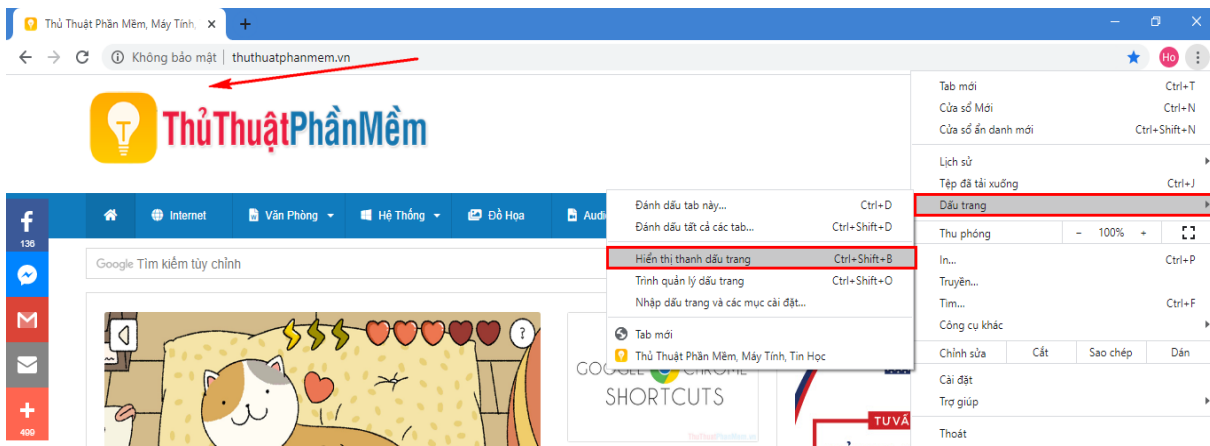 Thủ Thuật Phần Mềm, Máy Tính,
Không bảo mật thuthuatphanmem.vn
Ho
T
ThủThuậtPhầnMềm
Internet Văn Phòng Hệ Thống Đồ Họa Audi
f
136
499
Google Tìm kiếm tùy chỉnh
?
GOOGLE CHROME
SHORTCUTS
ThuThuatPhanMem.vn
TƯ VẤ
Tab mới Ctrl+T
Cửa sổ Mới Ctrl+N
Cửa sổ ẩn danh mới Ctrl+Shift+N
Lịch sử
Tệp đã tải xuống Ctrl+J
Dấu trang
Thu phóng - 100% +
In... Ctrl+P
Truyền...
Tìm... Ctrl+F
Công cụ khác
Chỉnh sửa Cắt Sao chép Dán
Cài đặt
Trợ giúp
Thoát
Đánh dấu tab này... Ctrl+D
Đánh dấu tất cả các tab... Ctrl+Shift+D
Hiển thị thanh dấu trang Ctrl+Shift+B
Trình quản lý dấu trang Ctrl+Shift+O
Nhập dấu trang và các mục cài đặt...
Tab mới
Thủ Thuật Phần Mềm, Máy Tính, Tin Học